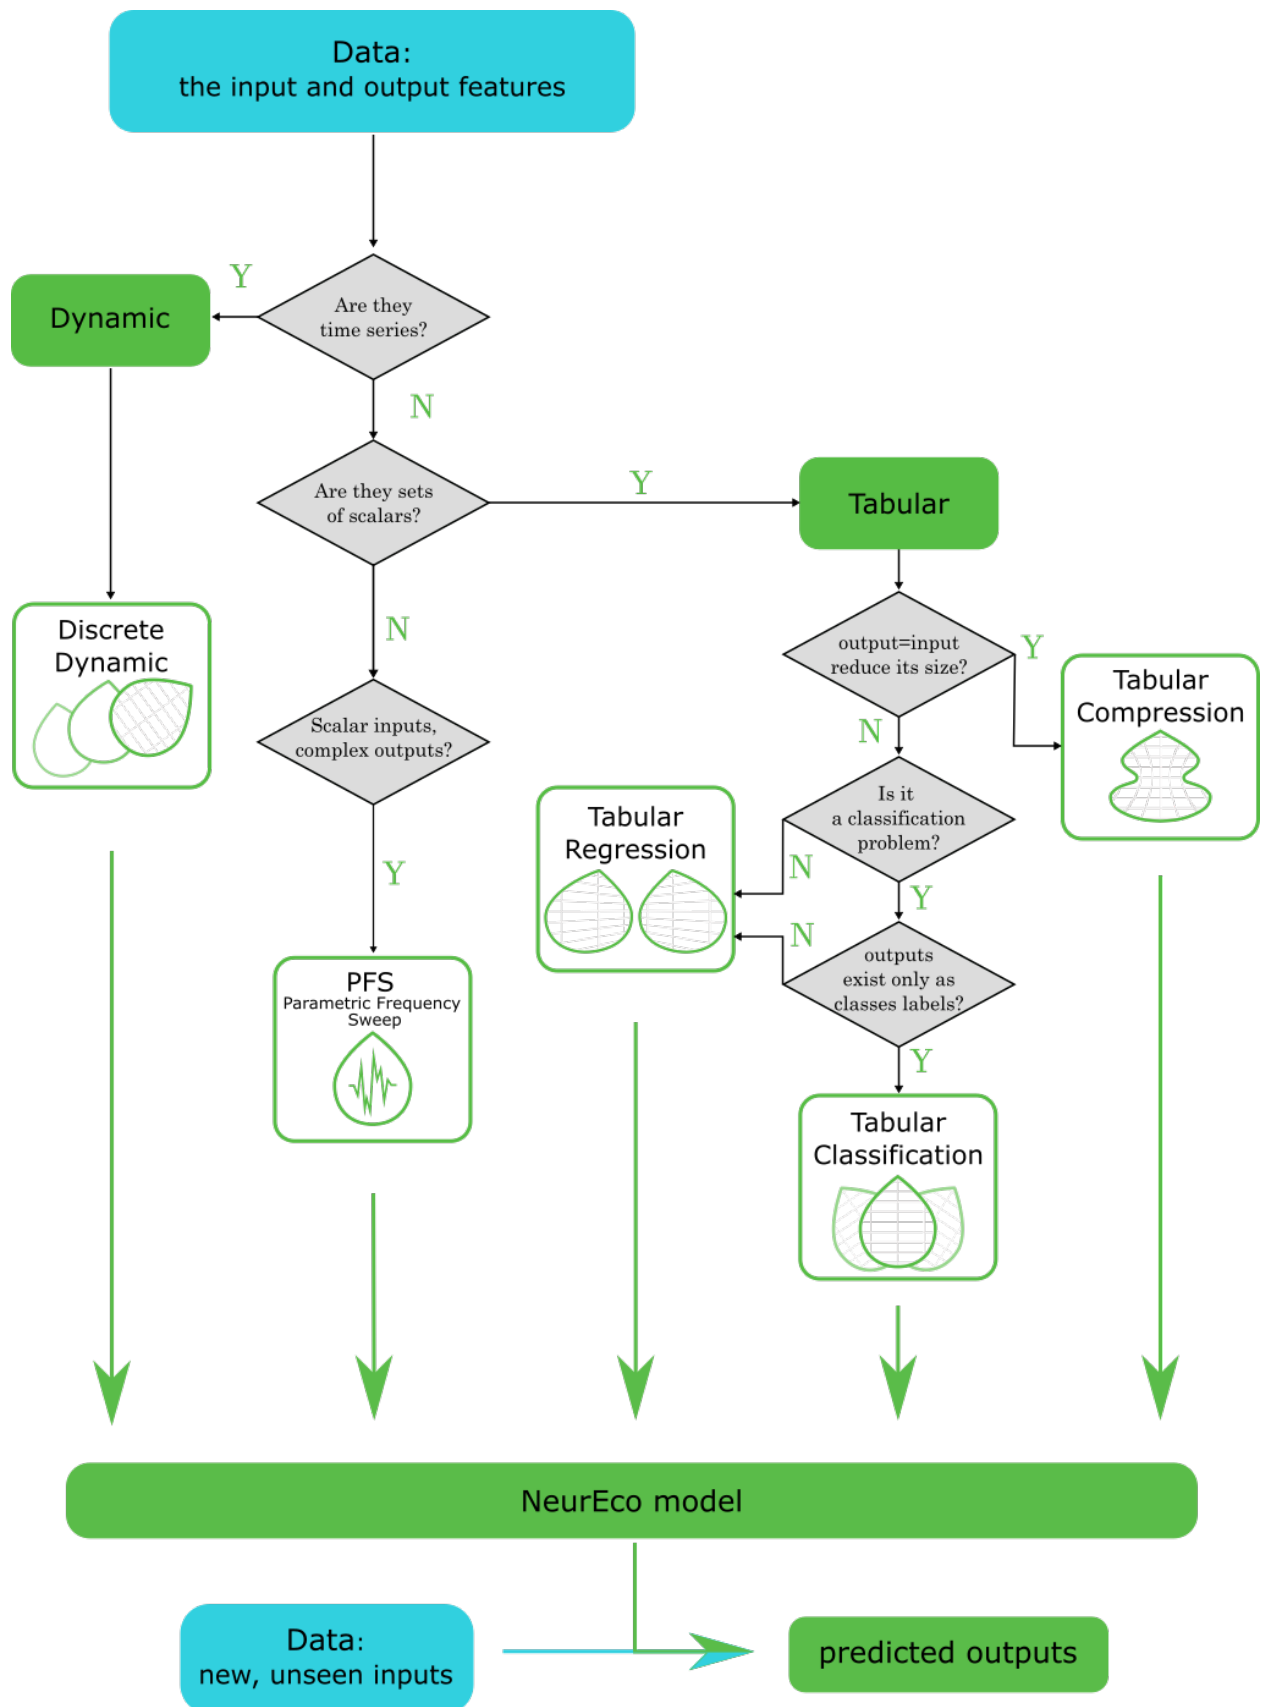 Data:
the input and output features
Y
Dynamic
Are they
time series?
N
Are they sets
of scalars?
Y
Tabular
N
Discrete
Dynamic
output=input
reduce its size?
Y
Tabular
Compression
Scalar inputs,
complex outputs?
N
Is it
a classification
problem?
Tabular
Regression
N
Y
Y
N
outputs
exist only as
classes labels?
PFS
Parametric Frequency
Sweep
Y
Tabular
Classification
NeurEco model
Data:
new, unseen inputs
predicted outputs